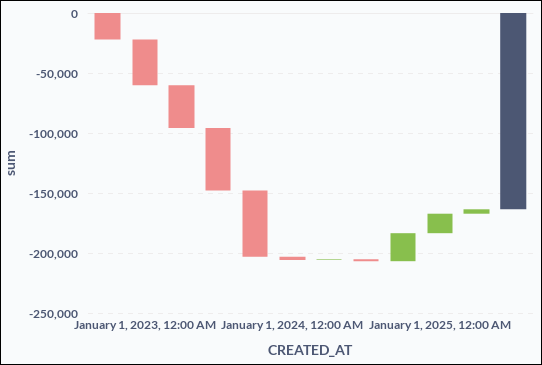 0
-50,000
-100,000
-150,000
-200,000
-250,000
sum
January 1, 2023, 12:00 AM January 1, 2024, 12:00 AM January 1, 2025, 12:00 AM
CREATED_AT